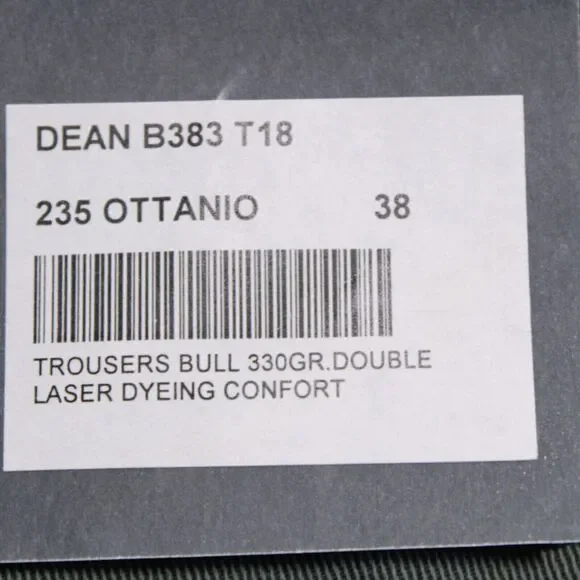 DEAN B383 T18
235 OTTANIO 38
TROUSERS BULL 330GR.DOUBLE
LASER DYEING CONFORT